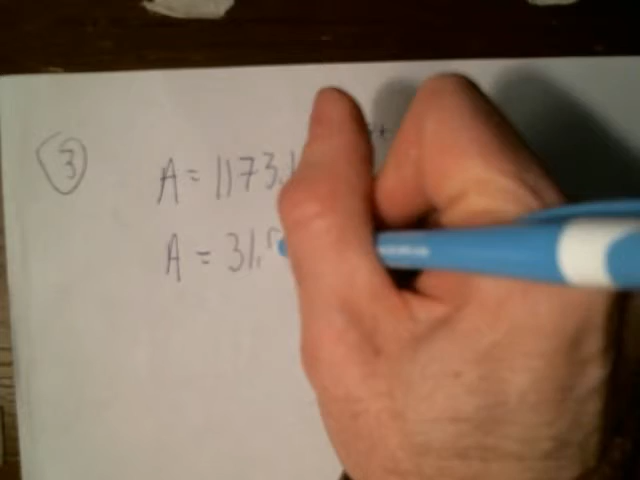 3
A = 1173.
A = 31.